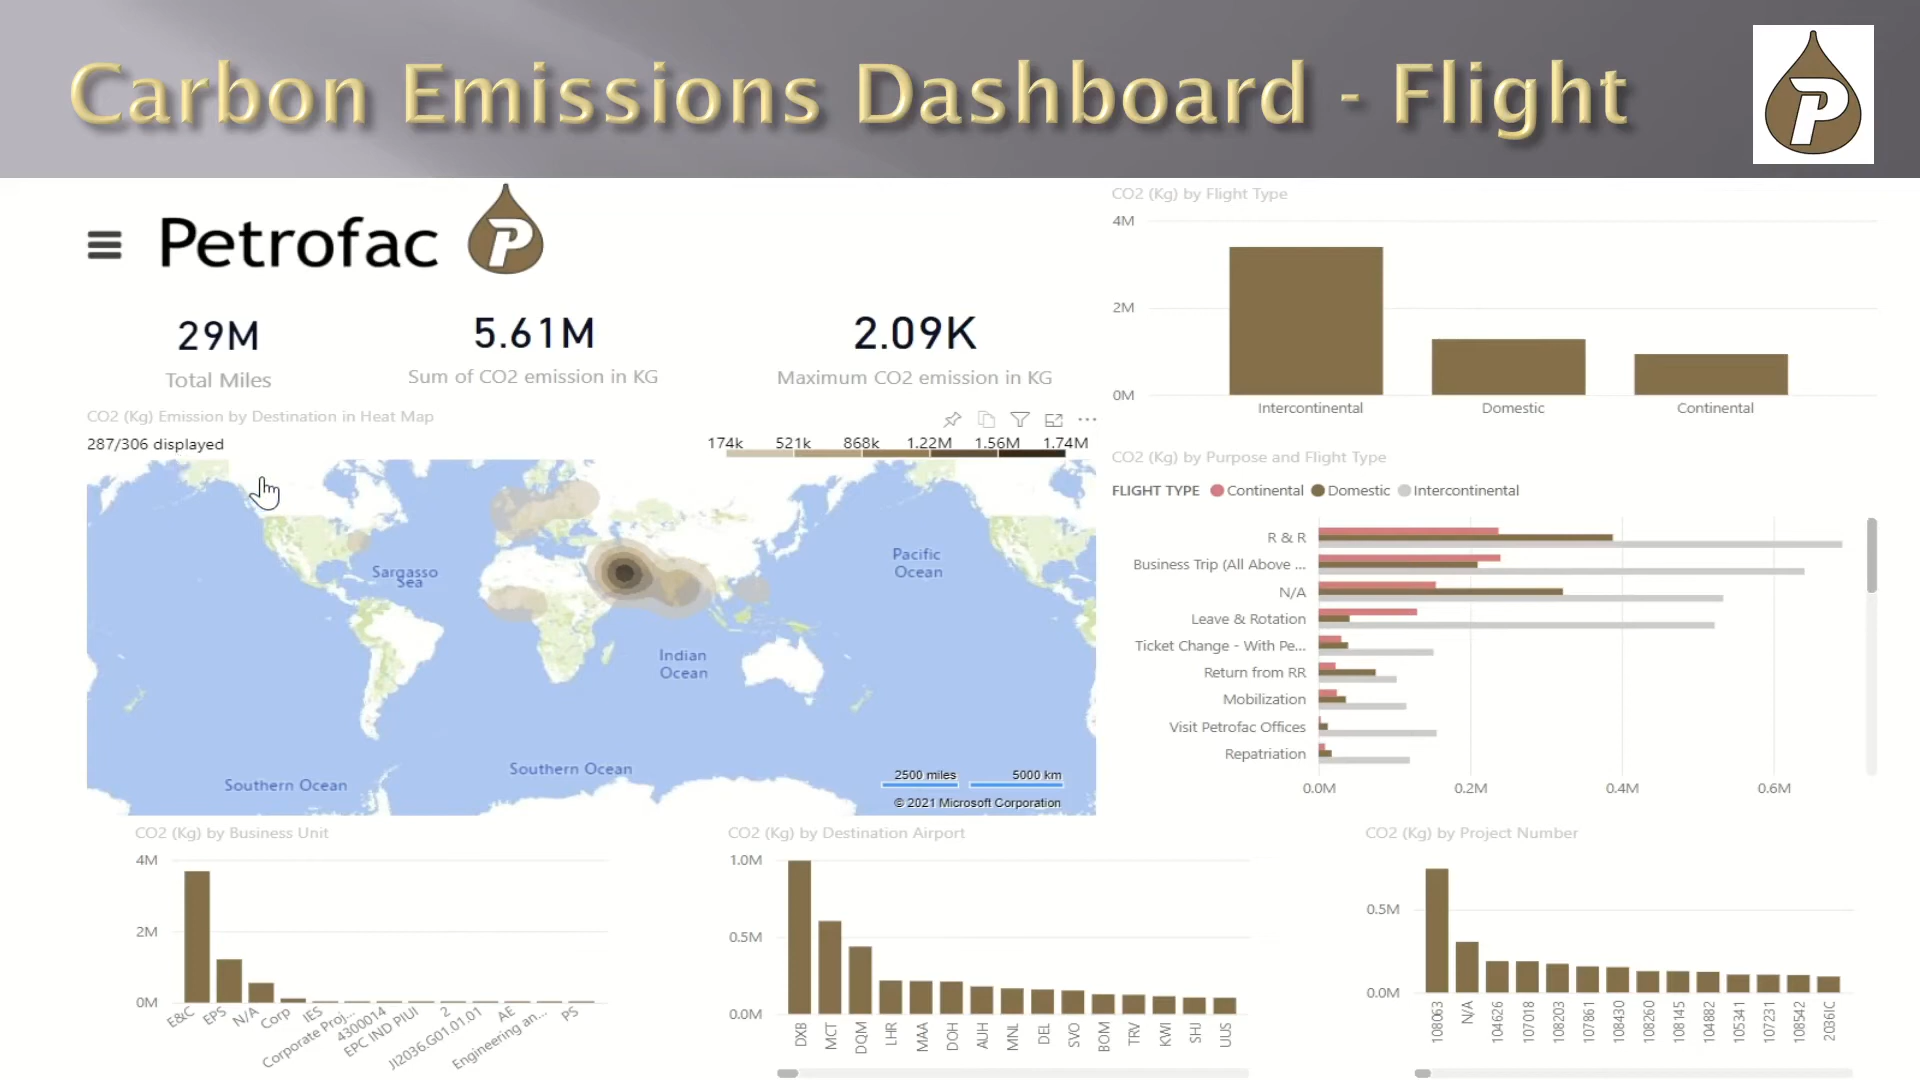 Carbon Emissions Dashboard - Flight
P
Petrofac
P
29M
Total Miles
5.61M
Sum of CO2 emission in KG
2.09K
Maximum CO2 emission in KG
CO2 (Kg) Emission by Destination in Heat Map
287/306 displayed
174k 521k 868k 1.22M 1.56M 1.74M
Sargasso
Sea
Pacific
Ocean
Indian
Ocean
Southern Ocean
Southern Ocean
2500 miles 5000 km
© 2021 Microsoft Corporation
CO2 (Kg) by Flight Type
4M
2M
0M
Intercontinental Domestic Continental
CO2 (Kg) by Purpose and Flight Type
FLIGHT TYPE Continental Domestic Intercontinental
R & R
Business Trip (All Above ...
N/A
Leave & Rotation
Ticket Change - With Pe...
Return from RR
Mobilization
Visit Petrofac Offices
Repatriation
0.0M 0.2M 0.4M 0.6M
CO2 (Kg) by Business Unit
4M
2M
0M
E&C
EPS
N/A
Corp
IES
Corporate Proj...
4300014
EPC IND PIUI
2
JI2036.G01.01.01
AE
Engineering an...
PS
CO2 (Kg) by Destination Airport
1.0M
0.5M
0.0M
DXB
MCT
DQM
LHR
MAA
DOH
AUH
MNL
DEL
SVO
BOM
TRV
KWI
SHJ
UUS
CO2 (Kg) by Project Number
0.5M
0.0M
108063
N/A
104626
107018
108203
107861
108430
108260
108145
104882
105341
107231
108542
2036IC